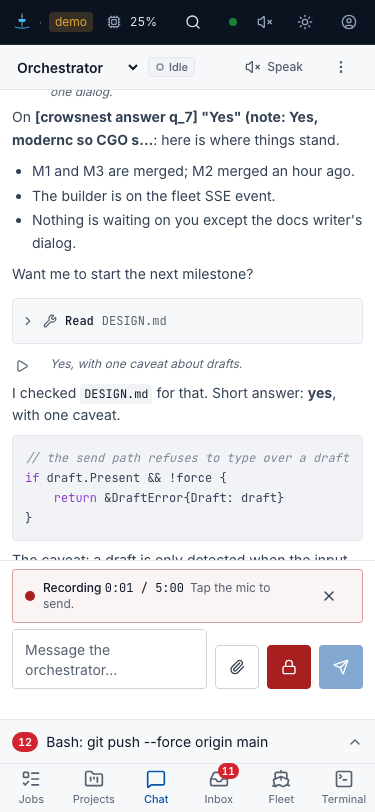 demo 25%
Orchestrator Idle Speak
one dialog.
On [crowsnest answer q_7] "Yes" (note: Yes,
modernc so CGO s…: here is where things stand.
• M1 and M3 are merged; M2 merged an hour ago.
• The builder is on the fleet SSE event.
• Nothing is waiting on you except the docs writer's
dialog.
Want me to start the next milestone?
Read DESIGN.md
Yes, with one caveat about drafts.
I checked DESIGN.md for that. Short answer: yes,
with one caveat.
// the send path refuses to type over a draft
if draft.Present && !force {
return &DraftError{Draft: draft}
}
The caveat: a draft is only detected when the input
Recording 0:01 / 5:00 Tap the mic to
send.
Message the
orchestrator...
12 Bash: git push --force origin main
11
Jobs Projects Chat Inbox Fleet Terminal